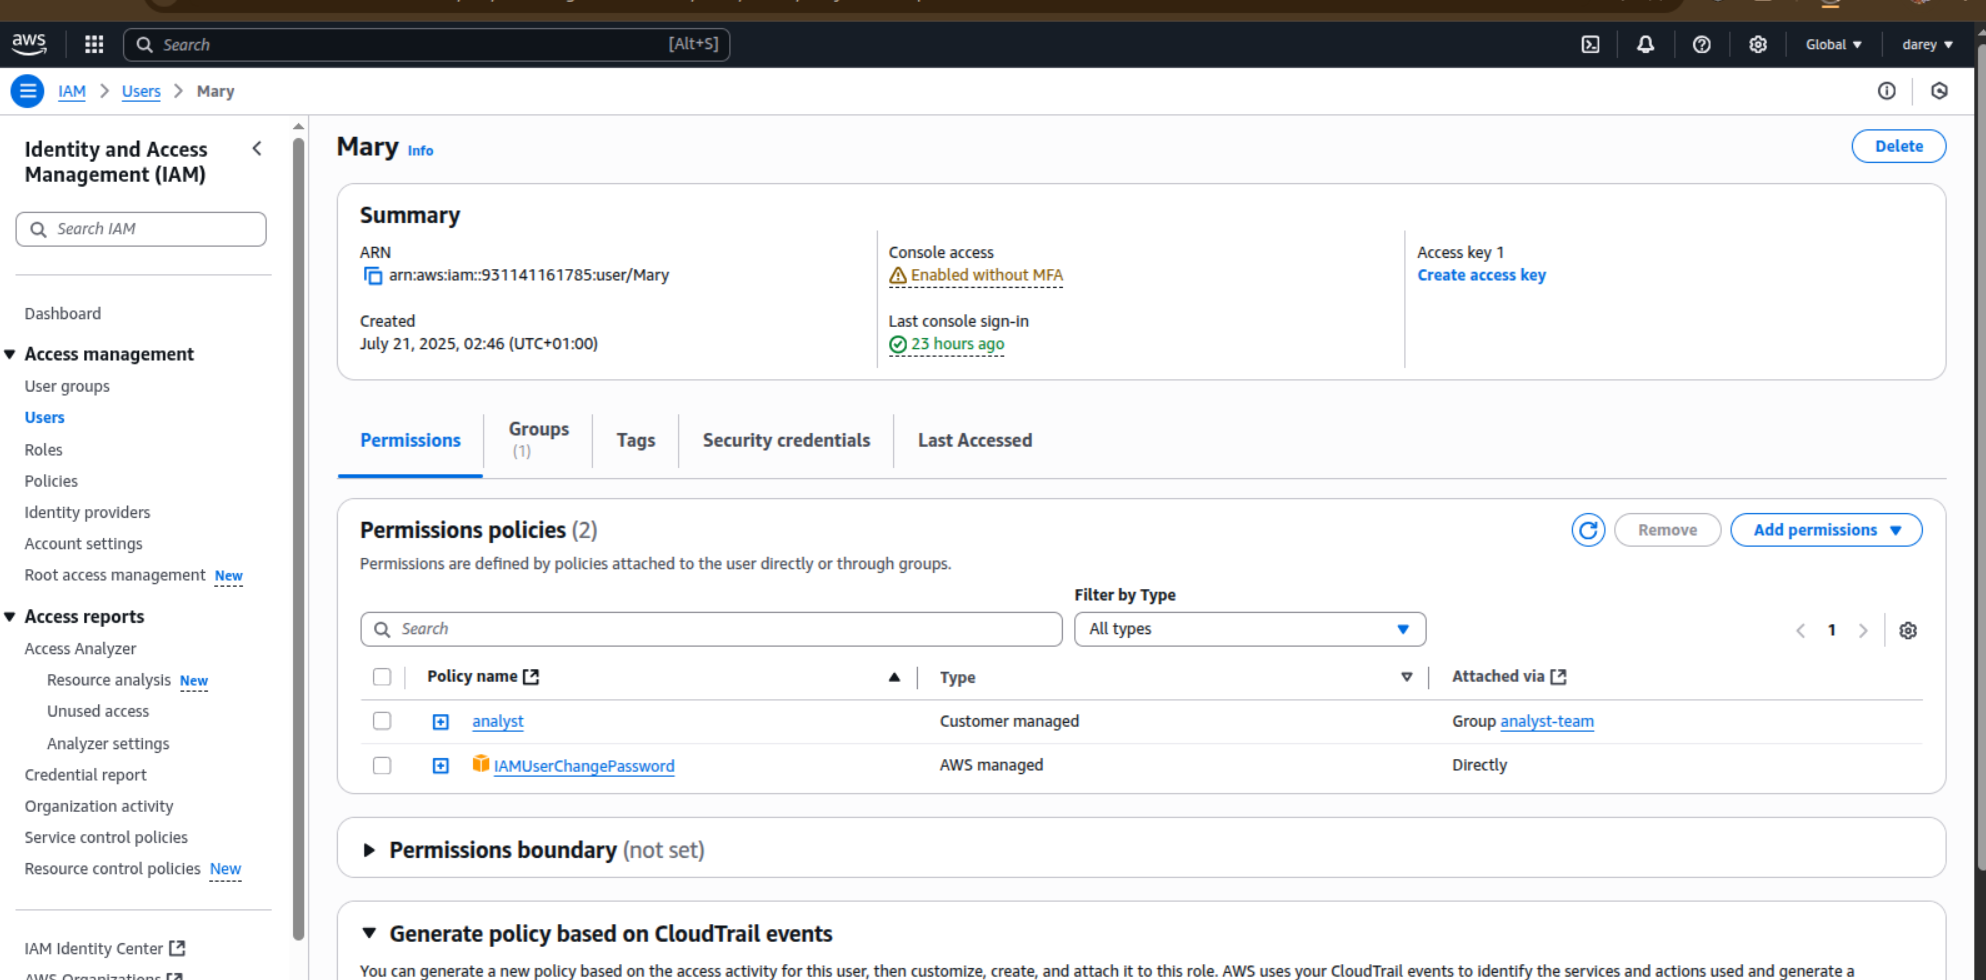 aws
Search
[Alt+S]
Global
darey
IAM
Users
Mary
Identity and Access
Management (IAM)
Search IAM
Dashboard
Access management
User groups
Users
Roles
Policies
Identity providers
Account settings
Root access management New
Access reports
Access Analyzer
Resource analysis New
Unused access
Analyzer settings
Credential report
Organization activity
Service control policies
Resource control policies New
IAM Identity Center
AWS Organizations
Mary Info
Delete
Summary
ARN
arn:aws:iam::931141161785:user/Mary
Created
July 21, 2025, 02:46 (UTC+01:00)
Console access
Enabled without MFA
Last console sign-in
23 hours ago
Access key 1
Create access key
Permissions
Groups
(1)
Tags
Security credentials
Last Accessed
Permissions policies (2)
Remove
Add permissions
Permissions are defined by policies attached to the user directly or through groups.
Filter by Type
Search
All types
1
Policy name
Type
Attached via
analyst
Customer managed
Group analyst-team
IAMUserChangePassword
AWS managed
Directly
Permissions boundary (not set)
Generate policy based on CloudTrail events
You can generate a new policy based on the access activity for this user, then customize, create, and attach it to this role. AWS uses your CloudTrail events to identify the services and actions used and generate a